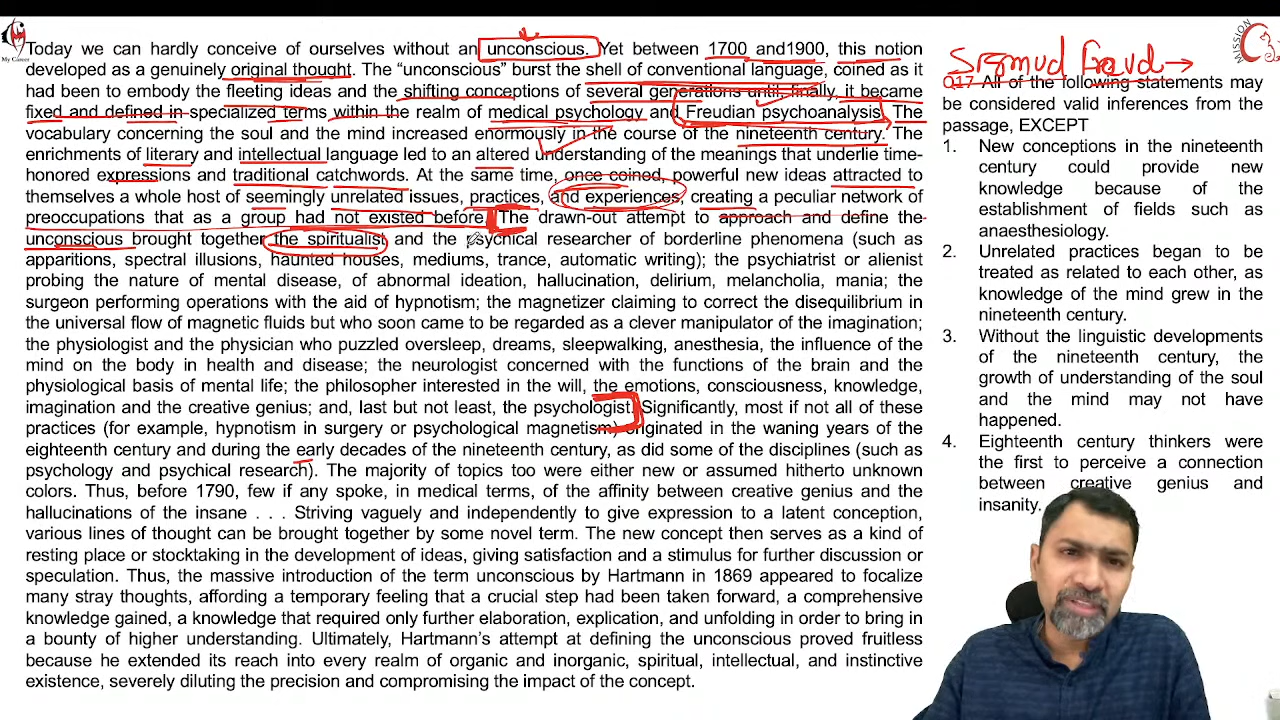 Today we can hardly conceive of ourselves without an unconscious. Yet between 1700 and1900, this notion
developed as a genuinely original thought. The “unconscious” burst the shell of conventional language, coined as it
had been to embody the fleeting ideas and the shifting conceptions of several generations until, finally, it became
fixed and defined in specialized terms within the realm of medical psychology and Freudian psychoanalysis. The
vocabulary concerning the soul and the mind increased enormously in the course of the nineteenth century. The
enrichments of literary and intellectual language led to an altered understanding of the meanings that underlie time-
honored expressions and traditional catchwords. At the same time, once coined, powerful new ideas attracted to
themselves a whole host of seemingly unrelated issues, practices, and experiences, creating a peculiar network of
preoccupations that as a group had not existed before. The drawn-out attempt to approach and define the
unconscious brought together the spiritualist and the psychical researcher of borderline phenomena (such as
apparitions, spectral illusions, haunted houses, mediums, trance, automatic writing); the psychiatrist or alienist
probing the nature of mental disease, of abnormal ideation, hallucination, delirium, melancholia, mania; the
surgeon performing operations with the aid of hypnotism; the magnetizer claiming to correct the disequilibrium in
the universal flow of magnetic fluids but who soon came to be regarded as a clever manipulator of the imagination;
the physiologist and the physician who puzzled oversleep, dreams, sleepwalking, anesthesia, the influence of the
mind on the body in health and disease; the neurologist concerned with the functions of the brain and the
physiological basis of mental life; the philosopher interested in the will, the emotions, consciousness, knowledge,
imagination and the creative genius; and, last but not least, the psychologist. Significantly, most if not all of these
practices (for example, hypnotism in surgery or psychological magnetism) originated in the waning years of the
eighteenth century and during the early decades of the nineteenth century, as did some of the disciplines (such as
psychology and psychical research). The majority of topics too were either new or assumed hitherto unknown
colors. Thus, before 1790, few if any spoke, in medical terms, of the affinity between creative genius and the
hallucinations of the insane . . . Striving vaguely and independently to give expression to a latent conception,
various lines of thought can be brought together by some novel term. The new concept then serves as a kind of
resting place or stocktaking in the development of ideas, giving satisfaction and a stimulus for further discussion or
speculation. Thus, the massive introduction of the term unconscious by Hartmann in 1869 appeared to focalize
many stray thoughts, affording a temporary feeling that a crucial step had been taken forward, a comprehensive
knowledge gained, a knowledge that required only further elaboration, explication, and unfolding in order to bring in
a bounty of higher understanding. Ultimately, Hartmann’s attempt at defining the unconscious proved fruitless
because he extended its reach into every realm of organic and inorganic, spiritual, intellectual, and instinctive
existence, severely diluting the precision and compromising the impact of the concept.
My Career
MISSION
Sigmud Fraud
Q17 All of the following statements may
be considered valid inferences from the
passage, EXCEPT
1. New conceptions in the nineteenth
century could provide new
knowledge because of the
establishment of fields such as
anaesthesiology.
2. Unrelated practices began to be
treated as related to each other, as
knowledge of the mind grew in the
nineteenth century.
3. Without the linguistic developments
of the nineteenth century, the
growth of understanding of the soul
and the mind may not have
happened.
4. Eighteenth century thinkers were
the first to perceive a connection
between creative genius and
insanity.